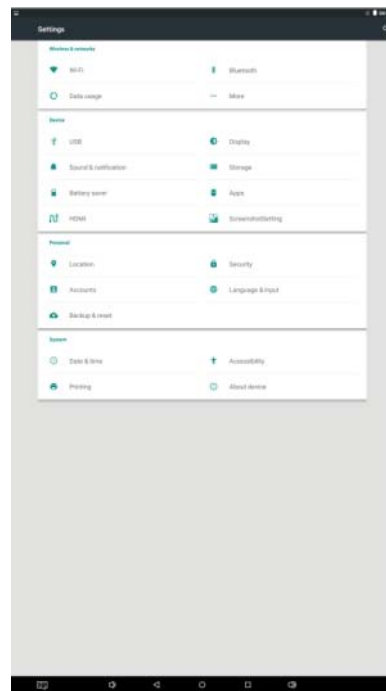 Settings
Wireless & networks
Wi-Fi
Bluetooth
Data usage
More
Device
USB
Display
Sound & notification
Storage
Battery saver
Apps
HDMI
ScreenshotSetting
Personal
Location
Security
Accounts
Language & input
Backup & reset
System
Date & time
Accessibility
Printing
About device